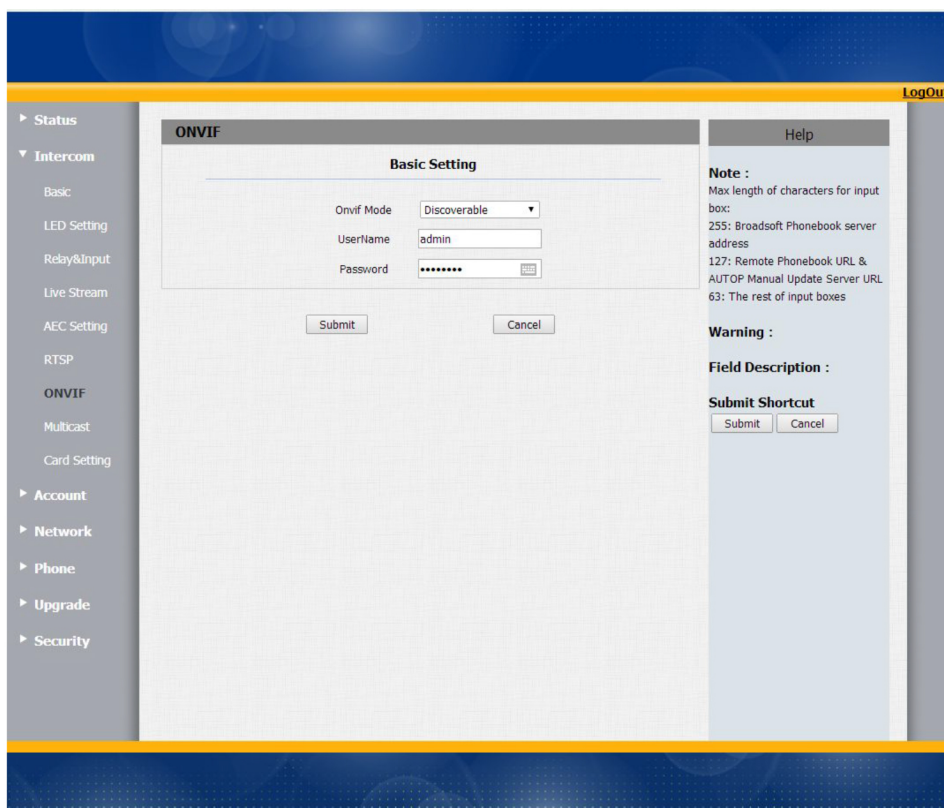 LogOu
Status
Intercom
Basic
LED Setting
Relay&Input
Live Stream
AEC Setting
RTSP
ONVIF
Multicast
Card Setting
Account
Network
Phone
Upgrade
Security
ONVIF
Basic Setting
Onvif Mode Discoverable
UserName admin
Password ••••••••
Submit Cancel
Help
Note :
Max length of characters for input
box:
255: Broadsoft Phonebook server
address
127: Remote Phonebook URL &
AUTOP Manual Update Server URL
63: The rest of input boxes
Warning :
Field Description :
Submit Shortcut
Submit Cancel